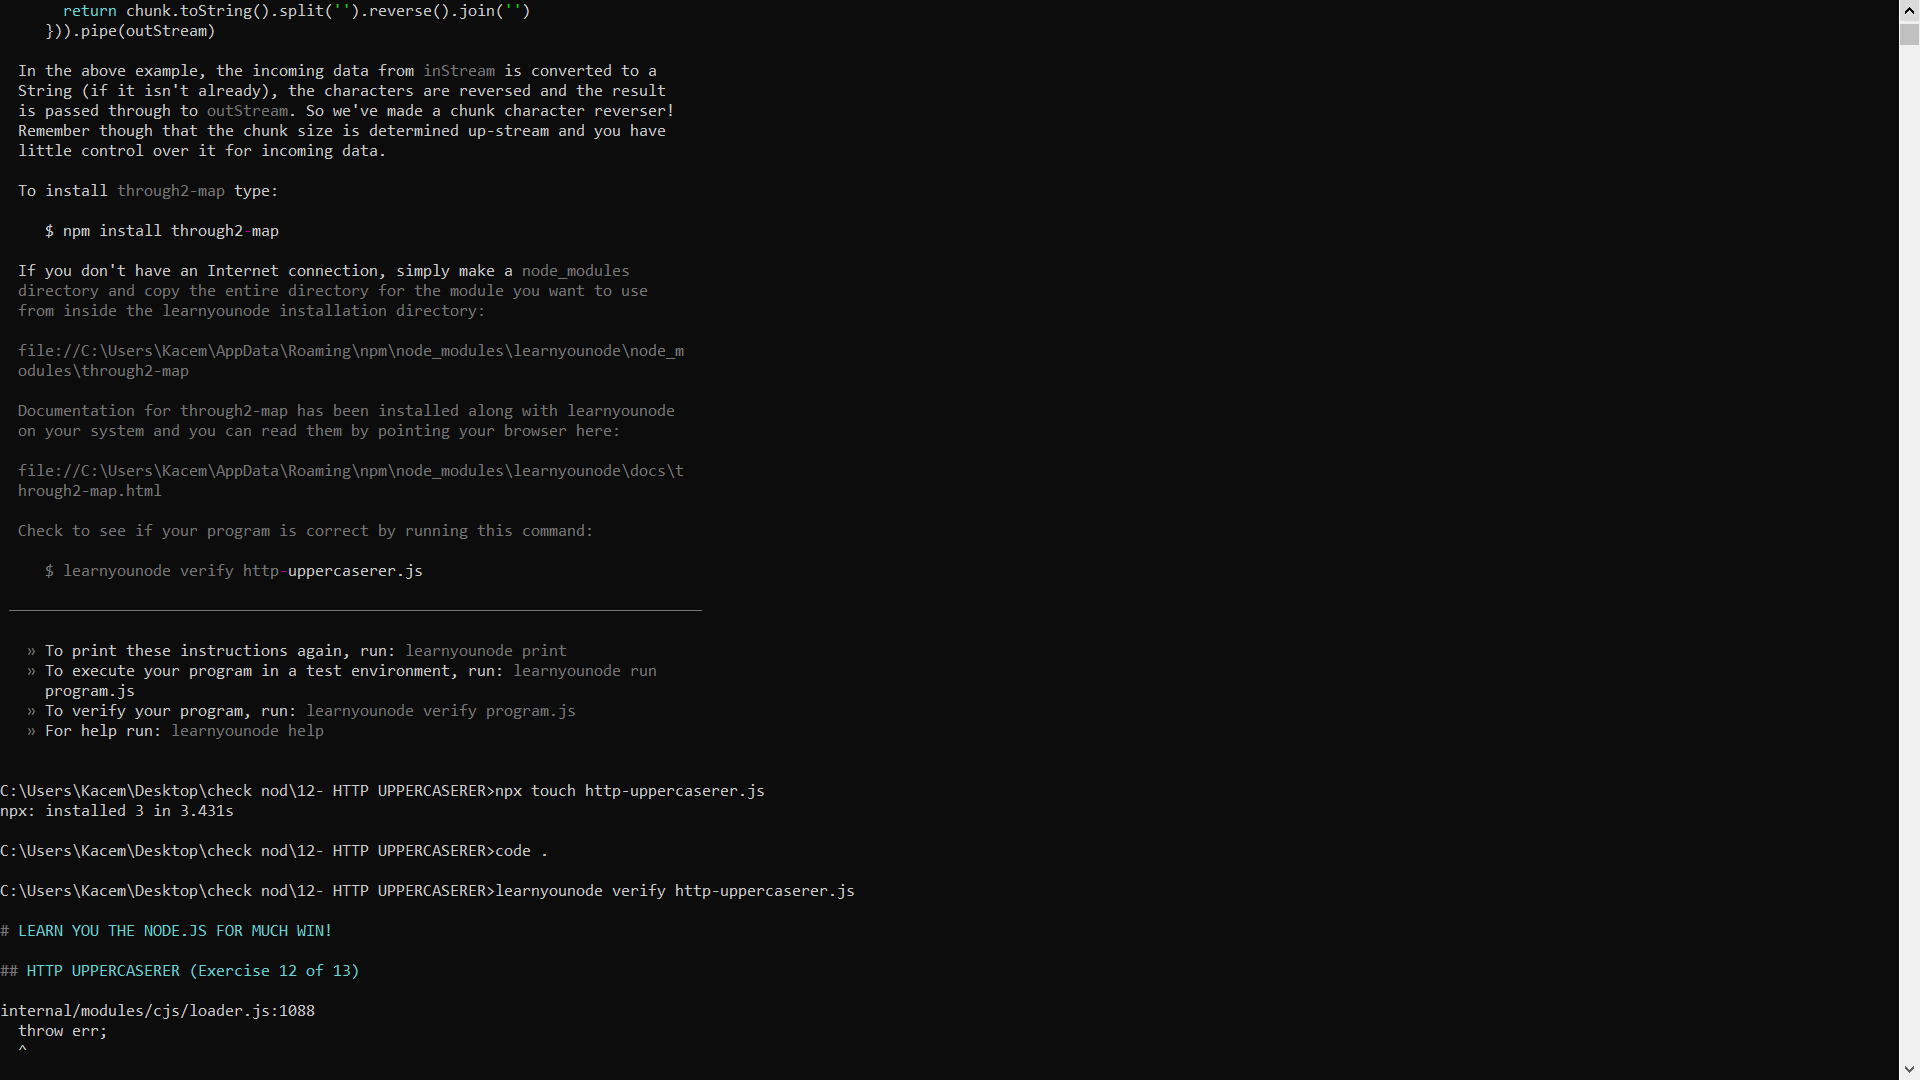 return chunk.toString().split('').reverse().join('')
})).pipe(outStream)
In the above example, the incoming data from inStream is converted to a
String (if it isn't already), the characters are reversed and the result
is passed through to outStream. So we've made a chunk character reverser!
Remember though that the chunk size is determined up-stream and you have
little control over it for incoming data.
To install through2-map type:
$ npm install through2-map
If you don't have an Internet connection, simply make a node_modules
directory and copy the entire directory for the module you want to use
from inside the learnyounode installation directory:
file://C:\Users\Kacem\AppData\Roaming\npm\node_modules\learnyounode\node_m
odules\through2-map
Documentation for through2-map has been installed along with learnyounode
on your system and you can read them by pointing your browser here:
file://C:\Users\Kacem\AppData\Roaming\npm\node_modules\learnyounode\docs\t
hrough2-map.html
Check to see if your program is correct by running this command:
$ learnyounode verify http-uppercaserer.js
» To print these instructions again, run: learnyounode print
» To execute your program in a test environment, run: learnyounode run
program.js
» To verify your program, run: learnyounode verify program.js
» For help run: learnyounode help
C:\Users\Kacem\Desktop\check nod\12- HTTP UPPERCASERER>npx touch http-uppercaserer.js
npx: installed 3 in 3.431s
C:\Users\Kacem\Desktop\check nod\12- HTTP UPPERCASERER>code .
C:\Users\Kacem\Desktop\check nod\12- HTTP UPPERCASERER>learnyounode verify http-uppercaserer.js
# LEARN YOU THE NODE.JS FOR MUCH WIN!
## HTTP UPPERCASERER (Exercise 12 of 13)
internal/modules/cjs/loader.js:1088
throw err;
^